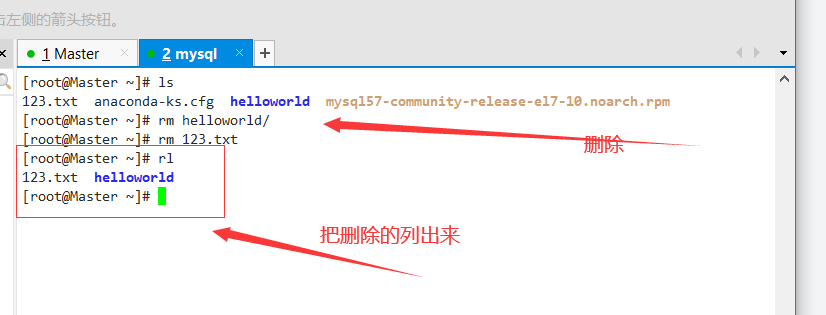 击左侧的箭头按钮。
1 Master
2 mysql
[root@Master ~]# ls
123.txt anaconda-ks.cfg helloworld mysql57-community-release-el7-10.noarch.rpm
[root@Master ~]# rm helloworld/
[root@Master ~]# rm 123.txt
删除
[root@Master ~]# rl
123.txt helloworld
[root@Master ~]#
把删除的列出来